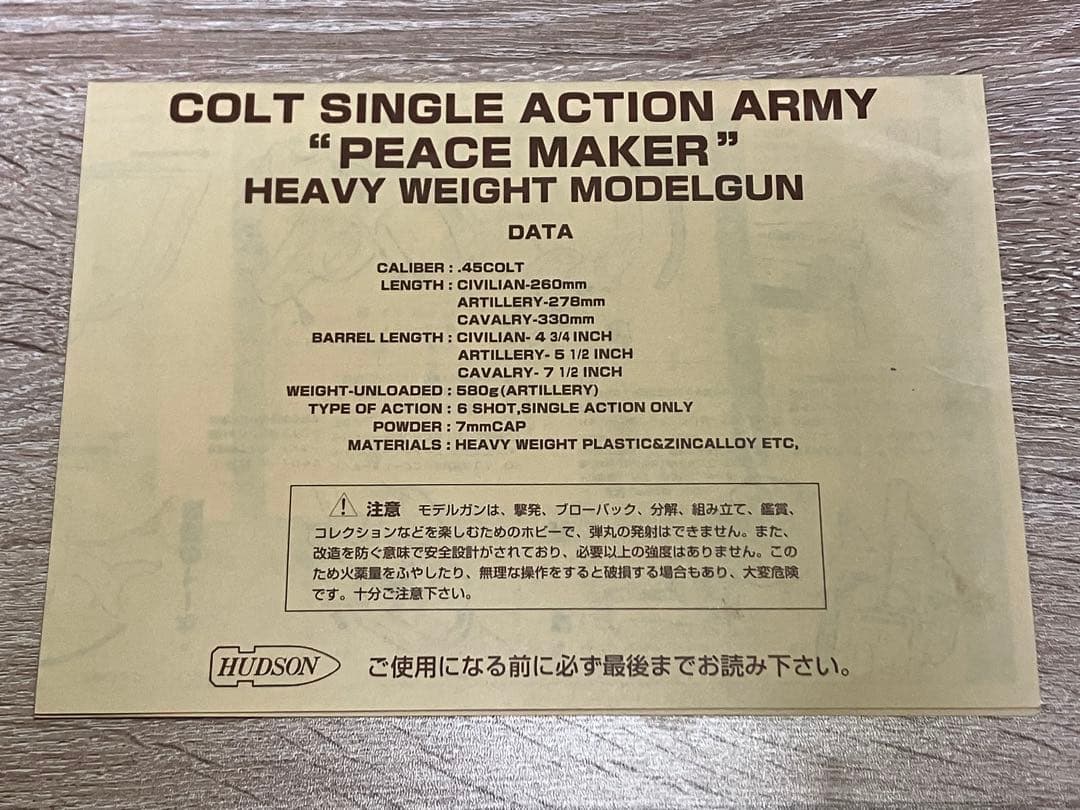 COLT SINGLE ACTION ARMY
“PEACE MAKER”
HEAVY WEIGHT MODELGUN
DATA
CALIBER : .45COLT
LENGTH : CIVILIAN-260mm
ARTILLERY-278mm
CAVALRY-330mm
BARREL LENGTH : CIVILIAN- 4 3/4 INCH
ARTILLERY- 5 1/2 INCH
CAVALRY- 7 1/2 INCH
WEIGHT-UNLOADED : 580g(ARTILLERY)
TYPE OF ACTION : 6 SHOT,SINGLE ACTION ONLY
POWDER : 7mmCAP
MATERIALS : HEAVY WEIGHT PLASTIC&ZINCALLOY ETC,
注意 モデルガンは、撃発、ブローバック、分解、組み立て、鑑賞、
コレクションなどを楽しむためのホビーで、弾丸の発射はできません。また、
改造を防ぐ意味で安全設計がされており、必要以上の強度はありません。この
ため火薬量をふやしたり、無理な操作をすると破損する場合もあり、大変危険
です。十分ご注意下さい。
HUDSON ご使用になる前に必ず最後までお読み下さい。